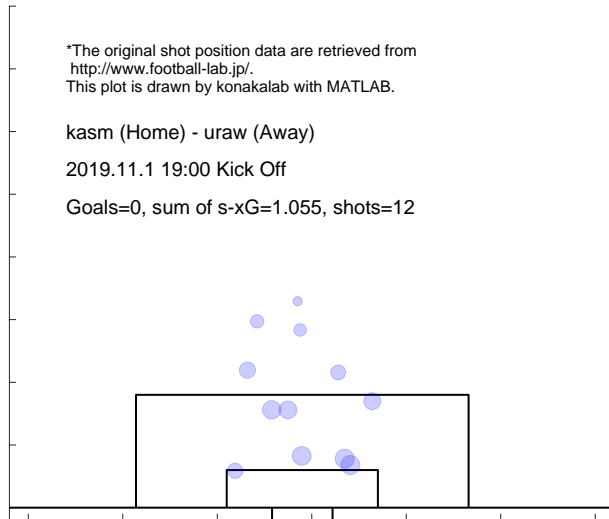 *The original shot position data are retrieved from
http://www.football-lab.jp/.
This plot is drawn by konakalab with MATLAB.
kasm (Home) - uraw (Away)
2019.11.1 19:00 Kick Off
Goals=0, sum of s-xG=1.055, shots=12